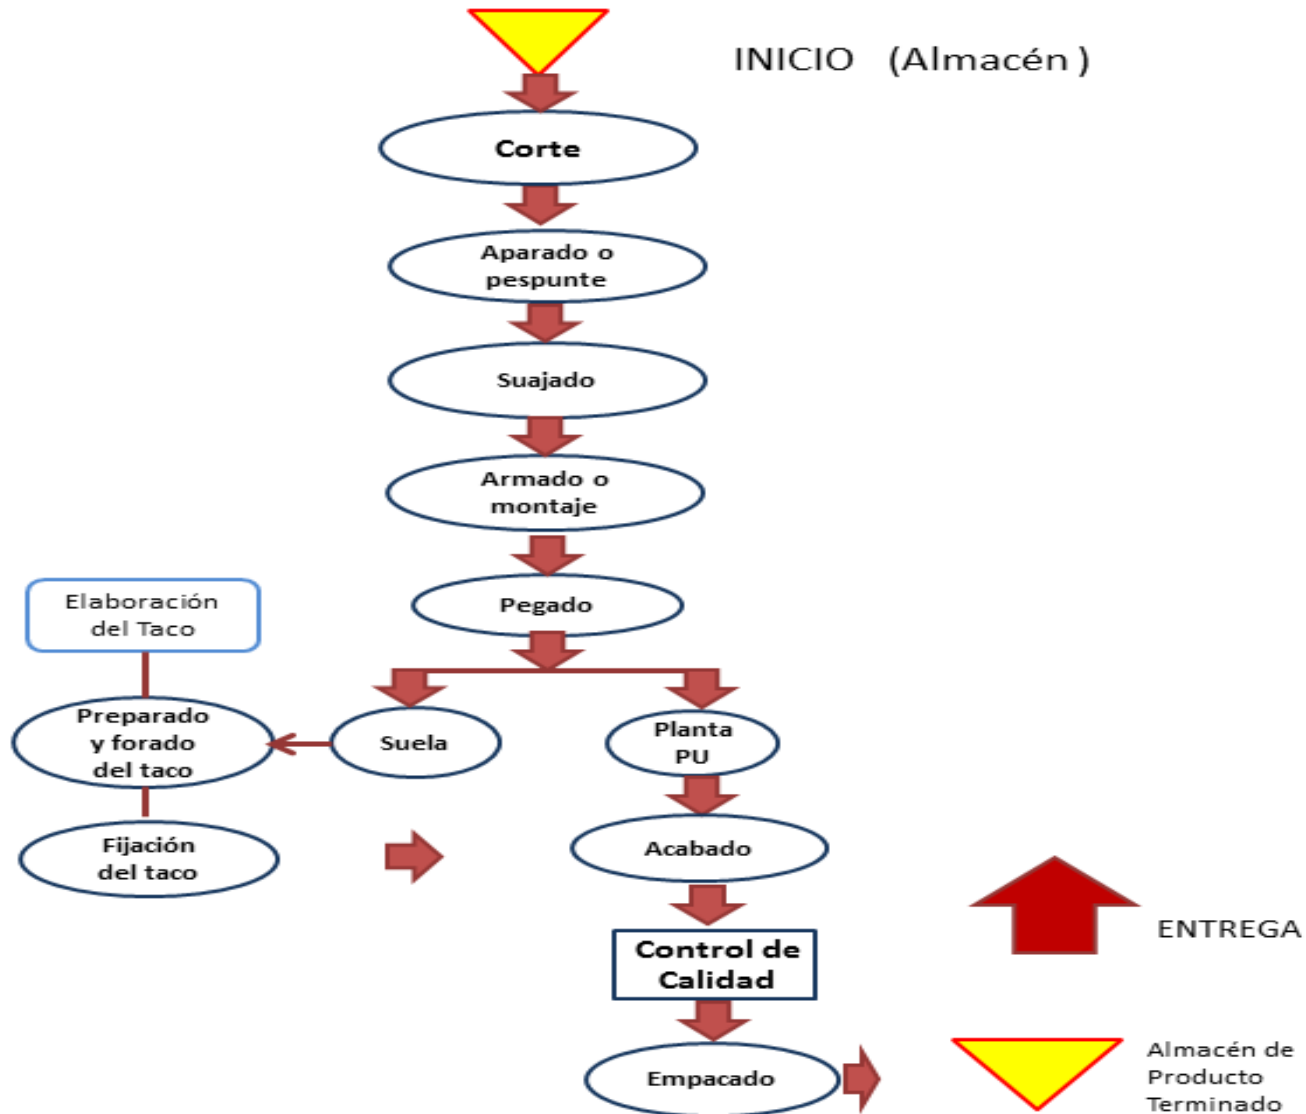 INICIO (Almacén )
Corte
Aparado o
pespunte
Suajado
Armado o
montaje
Pegado
Elaboración
del Taco
Preparado
y forado
del taco
Suela
Planta
PU
Fijación
del taco
Acabado
Control de
Calidad
Empacado
ENTREGA
Almacén de
Producto
Terminado